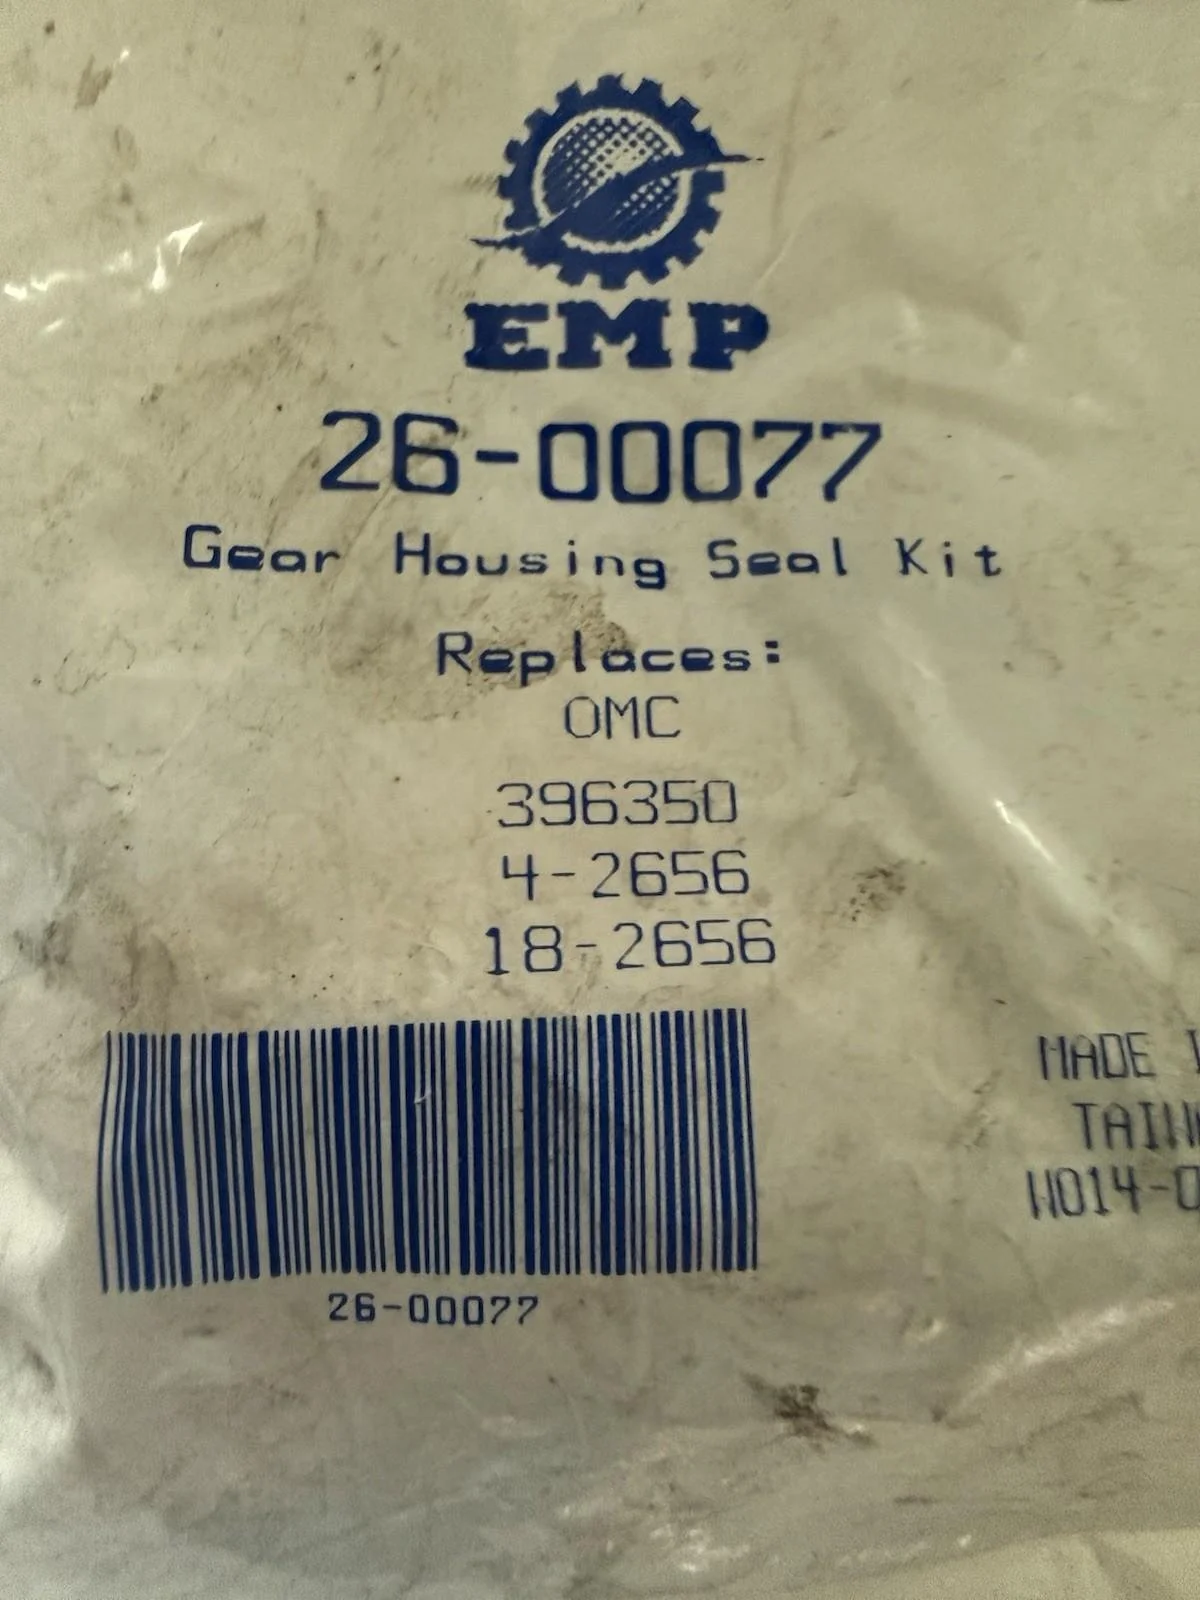 EMP
26-00077
Gear Housing Seal Kit
Replaces:
OMC
396350
4-2656
18-2656
MADE
26-00077